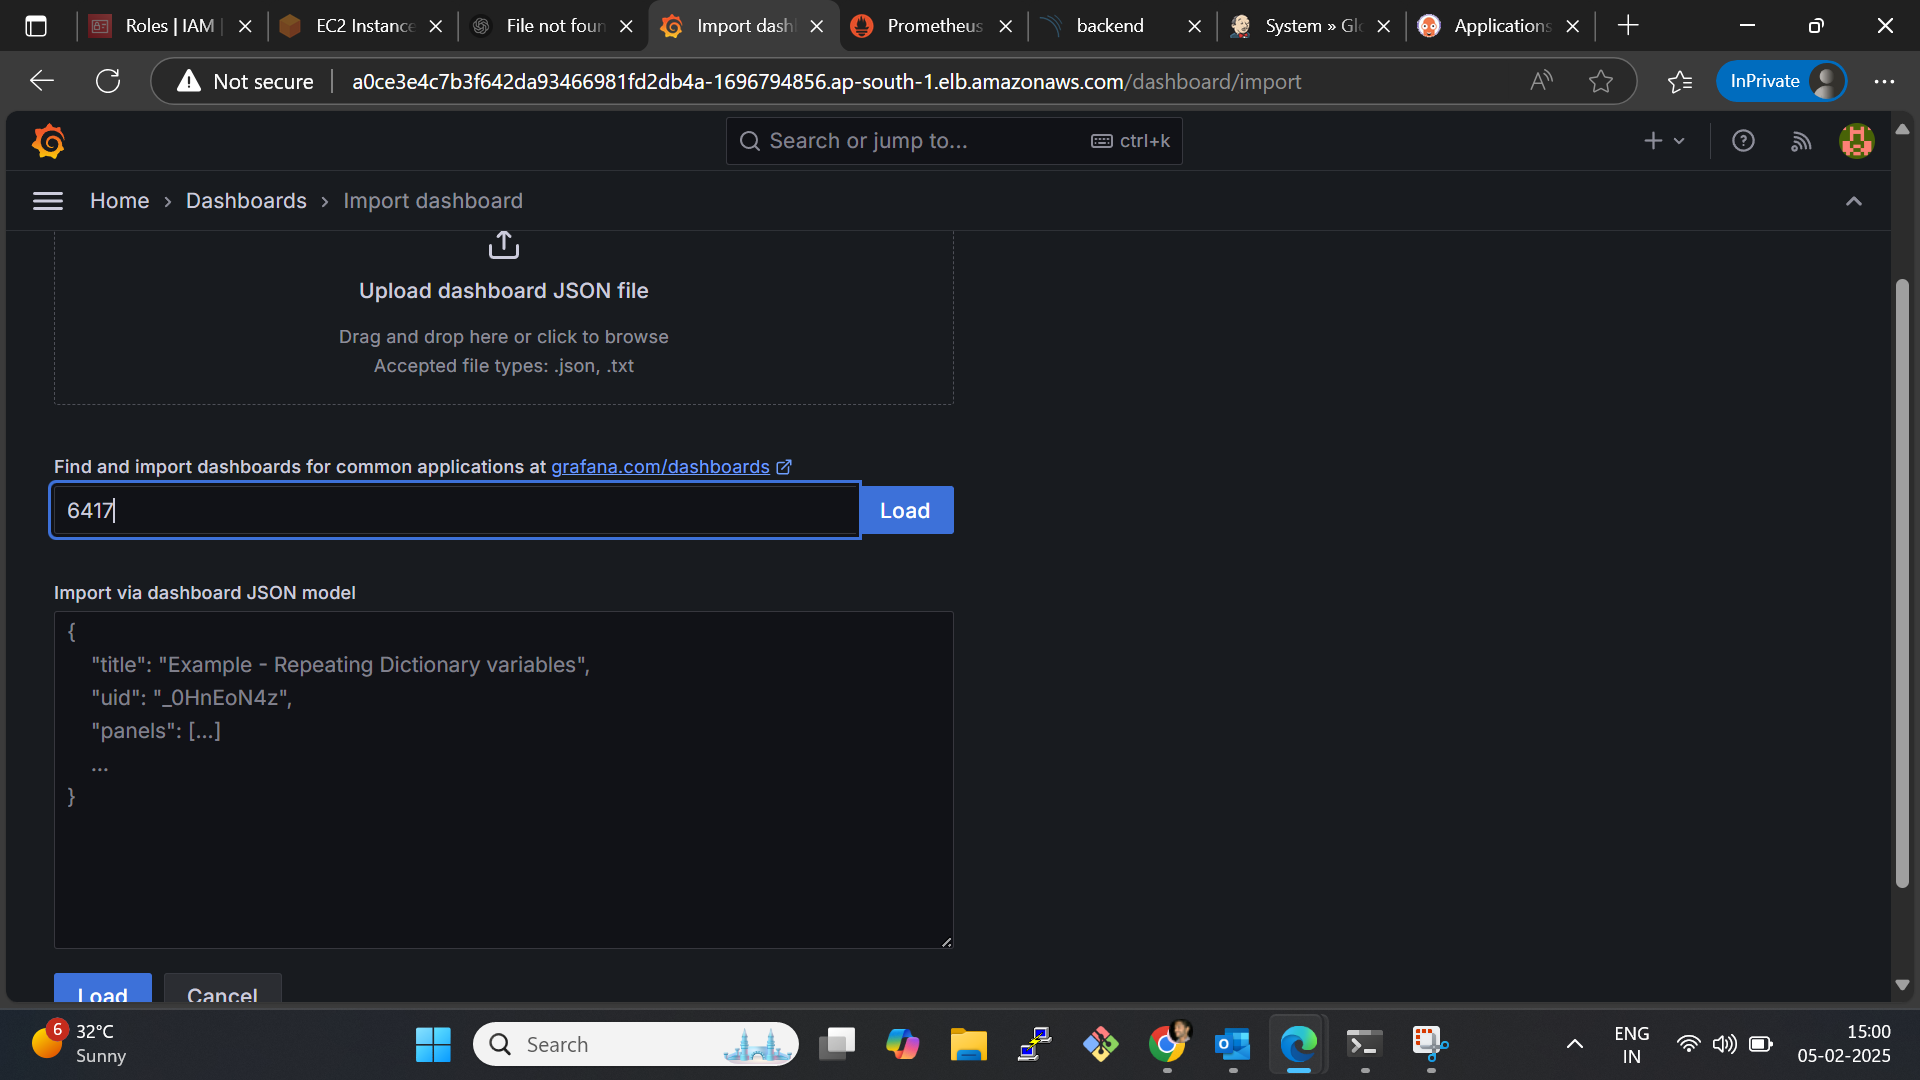 Roles | IAM
EC2 Instance
File not foun
Import dashl
Prometheus
backend
System » Glo
Applications
Not secure
a0ce3e4c7b3f642da93466981fd2db4a-1696794856.ap-south-1.elb.amazonaws.com/dashboard/import
InPrivate
Search or jump to...
ctrl+k
Home › Dashboards › Import dashboard
Upload dashboard JSON file
Drag and drop here or click to browse
Accepted file types: .json, .txt
Find and import dashboards for common applications at grafana.com/dashboards
6417
Load
Import via dashboard JSON model
{
"title": "Example - Repeating Dictionary variables",
"uid": "_0HnEoN4z",
"panels": [...]
...
}
Load
Cancel
6
32°C
Sunny
Search
ENG
IN
15:00
05-02-2025